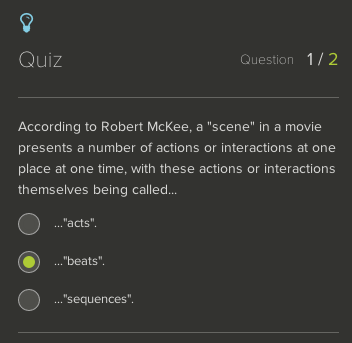 Quiz
Question 1 / 2
According to Robert McKee, a "scene" in a movie
presents a number of actions or interactions at one
place at one time, with these actions or interactions
themselves being called...
..."acts".
..."beats".
..."sequences".